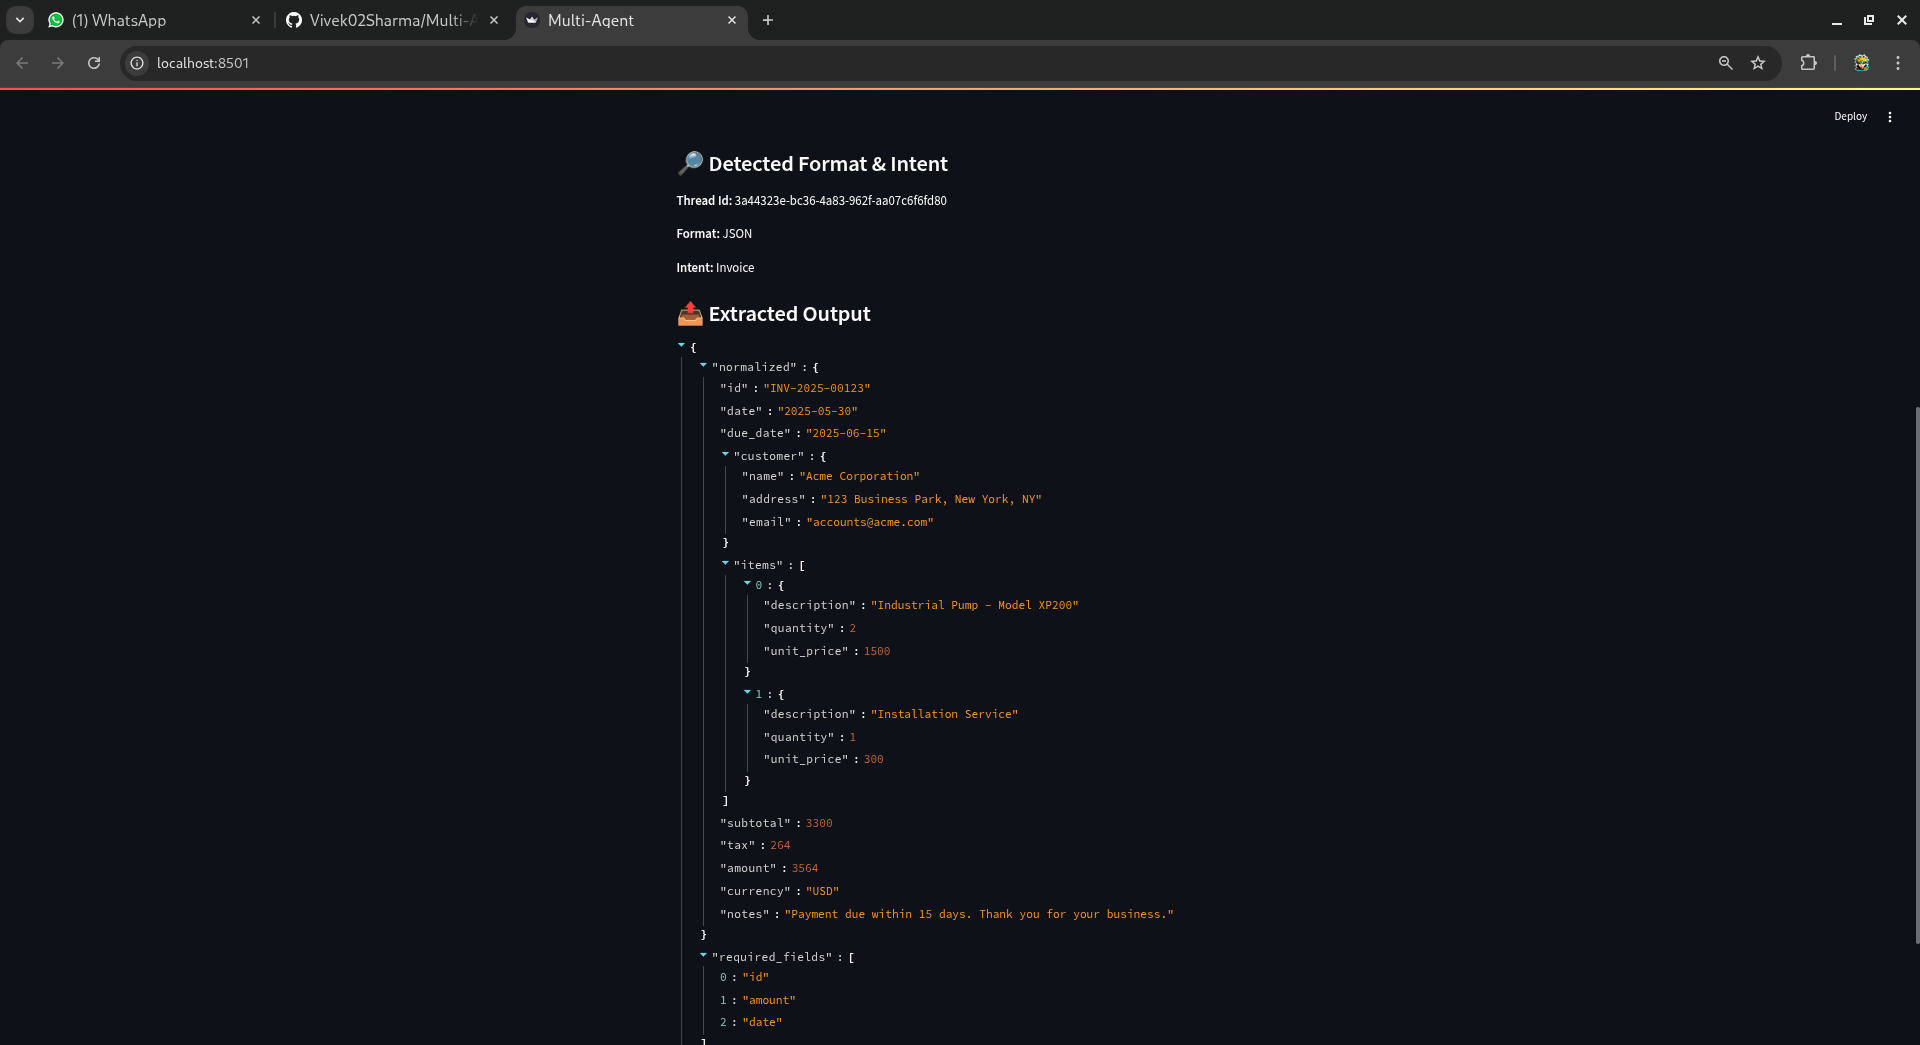 (1) WhatsApp
Vivek02Sharma/Multi-A
Multi-Agent
localhost:8501
Deploy
🔎 Detected Format & Intent
Thread Id: 3a44323e-bc36-4a83-962f-aa07c6f6fd80
Format: JSON
Intent: Invoice
📤 Extracted Output
{
"normalized" : {
"id" : "INV-2025-00123"
"date" : "2025-05-30"
"due_date" : "2025-06-15"
"customer" : {
"name" : "Acme Corporation"
"address" : "123 Business Park, New York, NY"
"email" : "accounts@acme.com"
}
"items" : [
0 : {
"description" : "Industrial Pump - Model XP200"
"quantity" : 2
"unit_price" : 1500
}
1 : {
"description" : "Installation Service"
"quantity" : 1
"unit_price" : 300
}
]
"subtotal" : 3300
"tax" : 264
"amount" : 3564
"currency" : "USD"
"notes" : "Payment due within 15 days. Thank you for your business."
}
"required_fields" : [
0 : "id"
1 : "amount"
2 : "date"
]